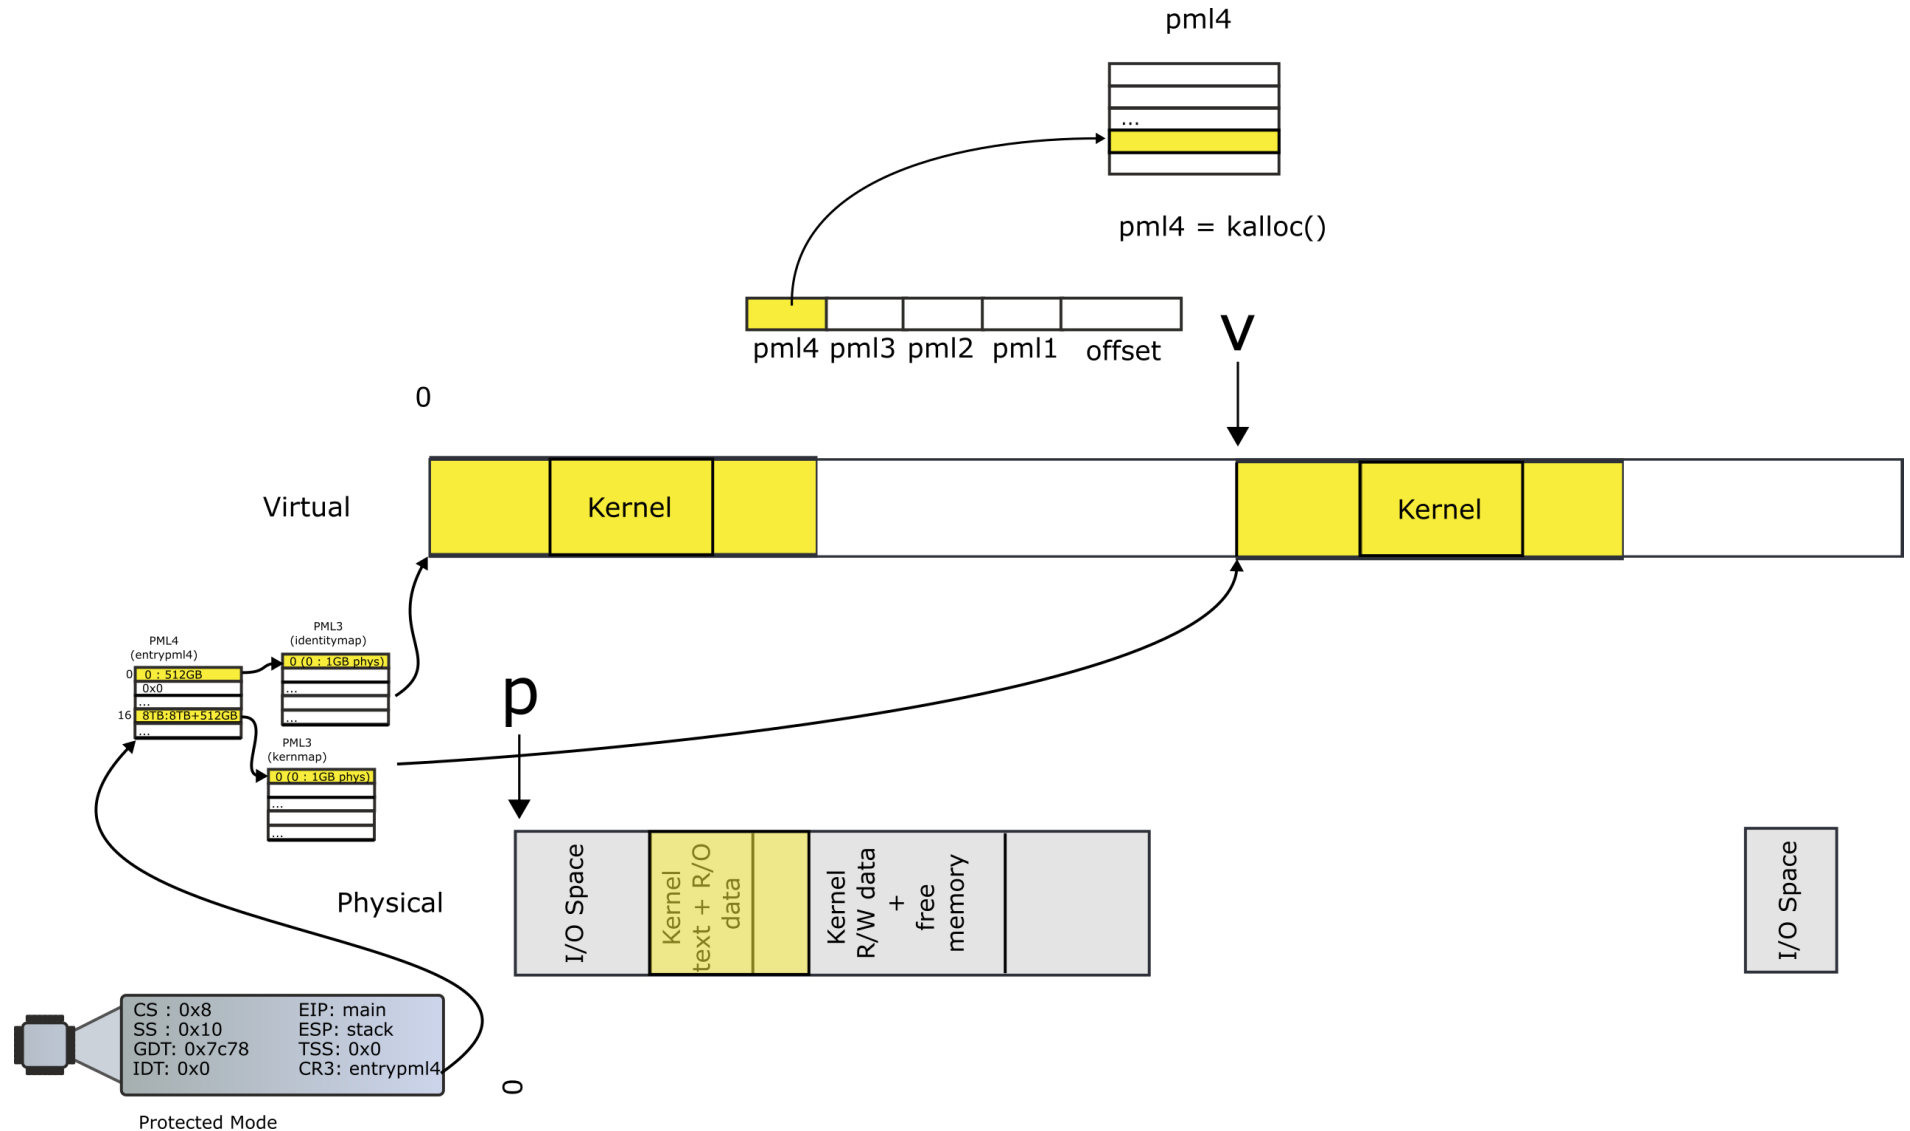 pml4
...
pml4 = kalloc()
pml4 pml3 pml2 pml1 offset
v
0
Virtual
Kernel
Kernel
PML4
(entrypml4)
0
0 : 512GB
0x0
...
16
8TB:8TB+512GB
...
PML3
(identitymap)
0 (0 : 1GB phys)
...
...
PML3
(kernmap)
0 (0 : 1GB phys)
...
...
p
Physical
I/O Space
Kernel
text + R/O
data
Kernel
R/W data
+
free
memory
I/O Space
CS : 0x8
SS : 0x10
GDT: 0x7c78
IDT: 0x0
EIP: main
ESP: stack
TSS: 0x0
CR3: entrypml4
0
Protected Mode